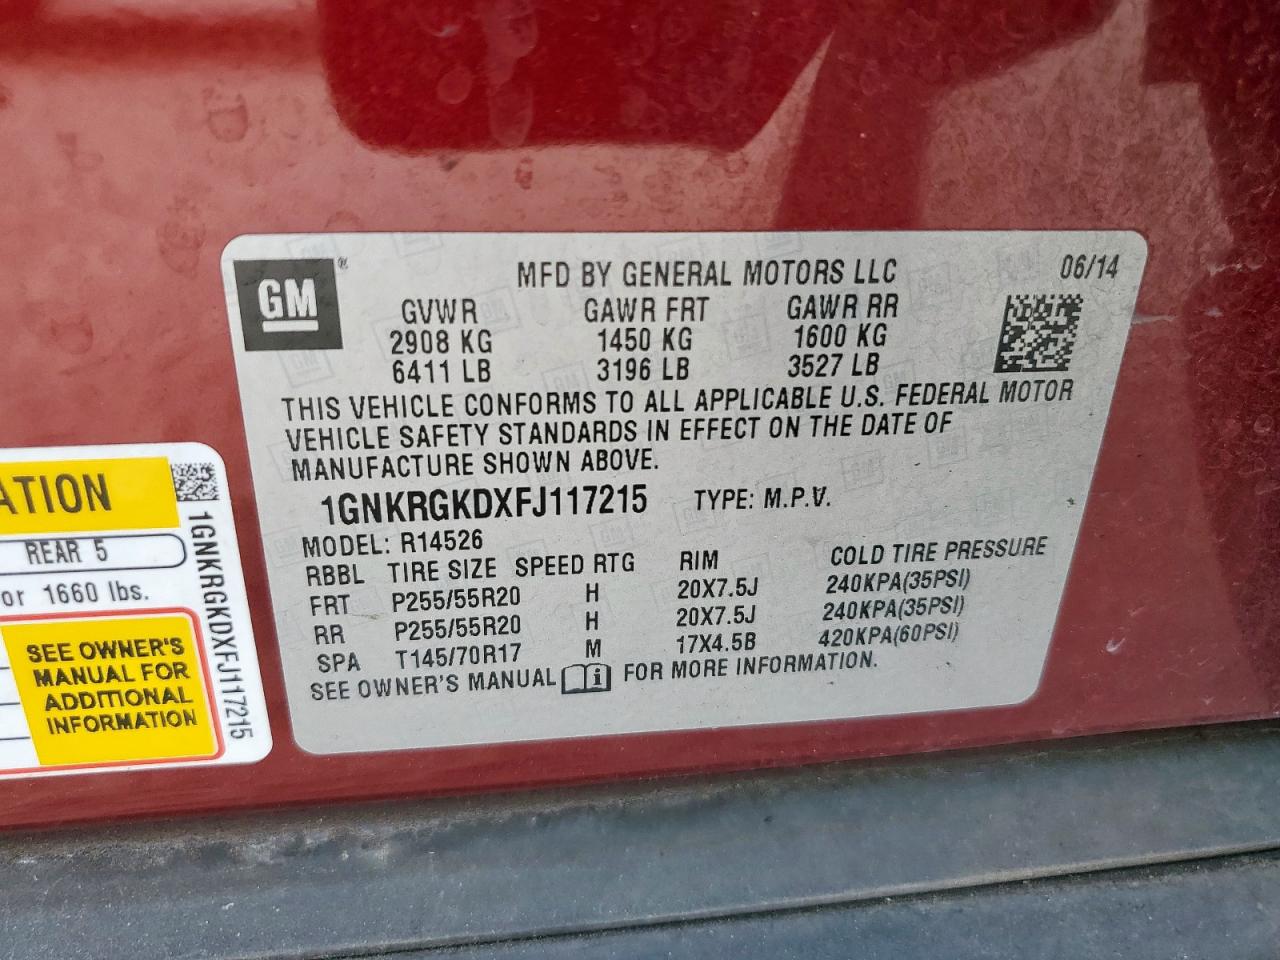 GM
®
MFD BY GENERAL MOTORS LLC
06/14
GVWR GAWR FRT GAWR RR
2908 KG 1450 KG 1600 KG
6411 LB 3196 LB 3527 LB
THIS VEHICLE CONFORMS TO ALL APPLICABLE U.S. FEDERAL MOTOR
VEHICLE SAFETY STANDARDS IN EFFECT ON THE DATE OF
MANUFACTURE SHOWN ABOVE.
1GNKRGKDXFJ117215 TYPE: M.P.V.
MODEL: R14526
RBBL TIRE SIZE SPEED RTG RIM COLD TIRE PRESSURE
FRT P255/55R20 H 20X7.5J 240KPA(35PSI)
RR P255/55R20 H 20X7.5J 240KPA(35PSI)
SPA T145/70R17 M 17X4.5B 420KPA(60PSI)
SEE OWNER'S MANUAL i FOR MORE INFORMATION.
ATION
REAR 5
or 1660 lbs.
SEE OWNER'S
MANUAL FOR
ADDITIONAL
INFORMATION
1GNKRGKDXFJ117215